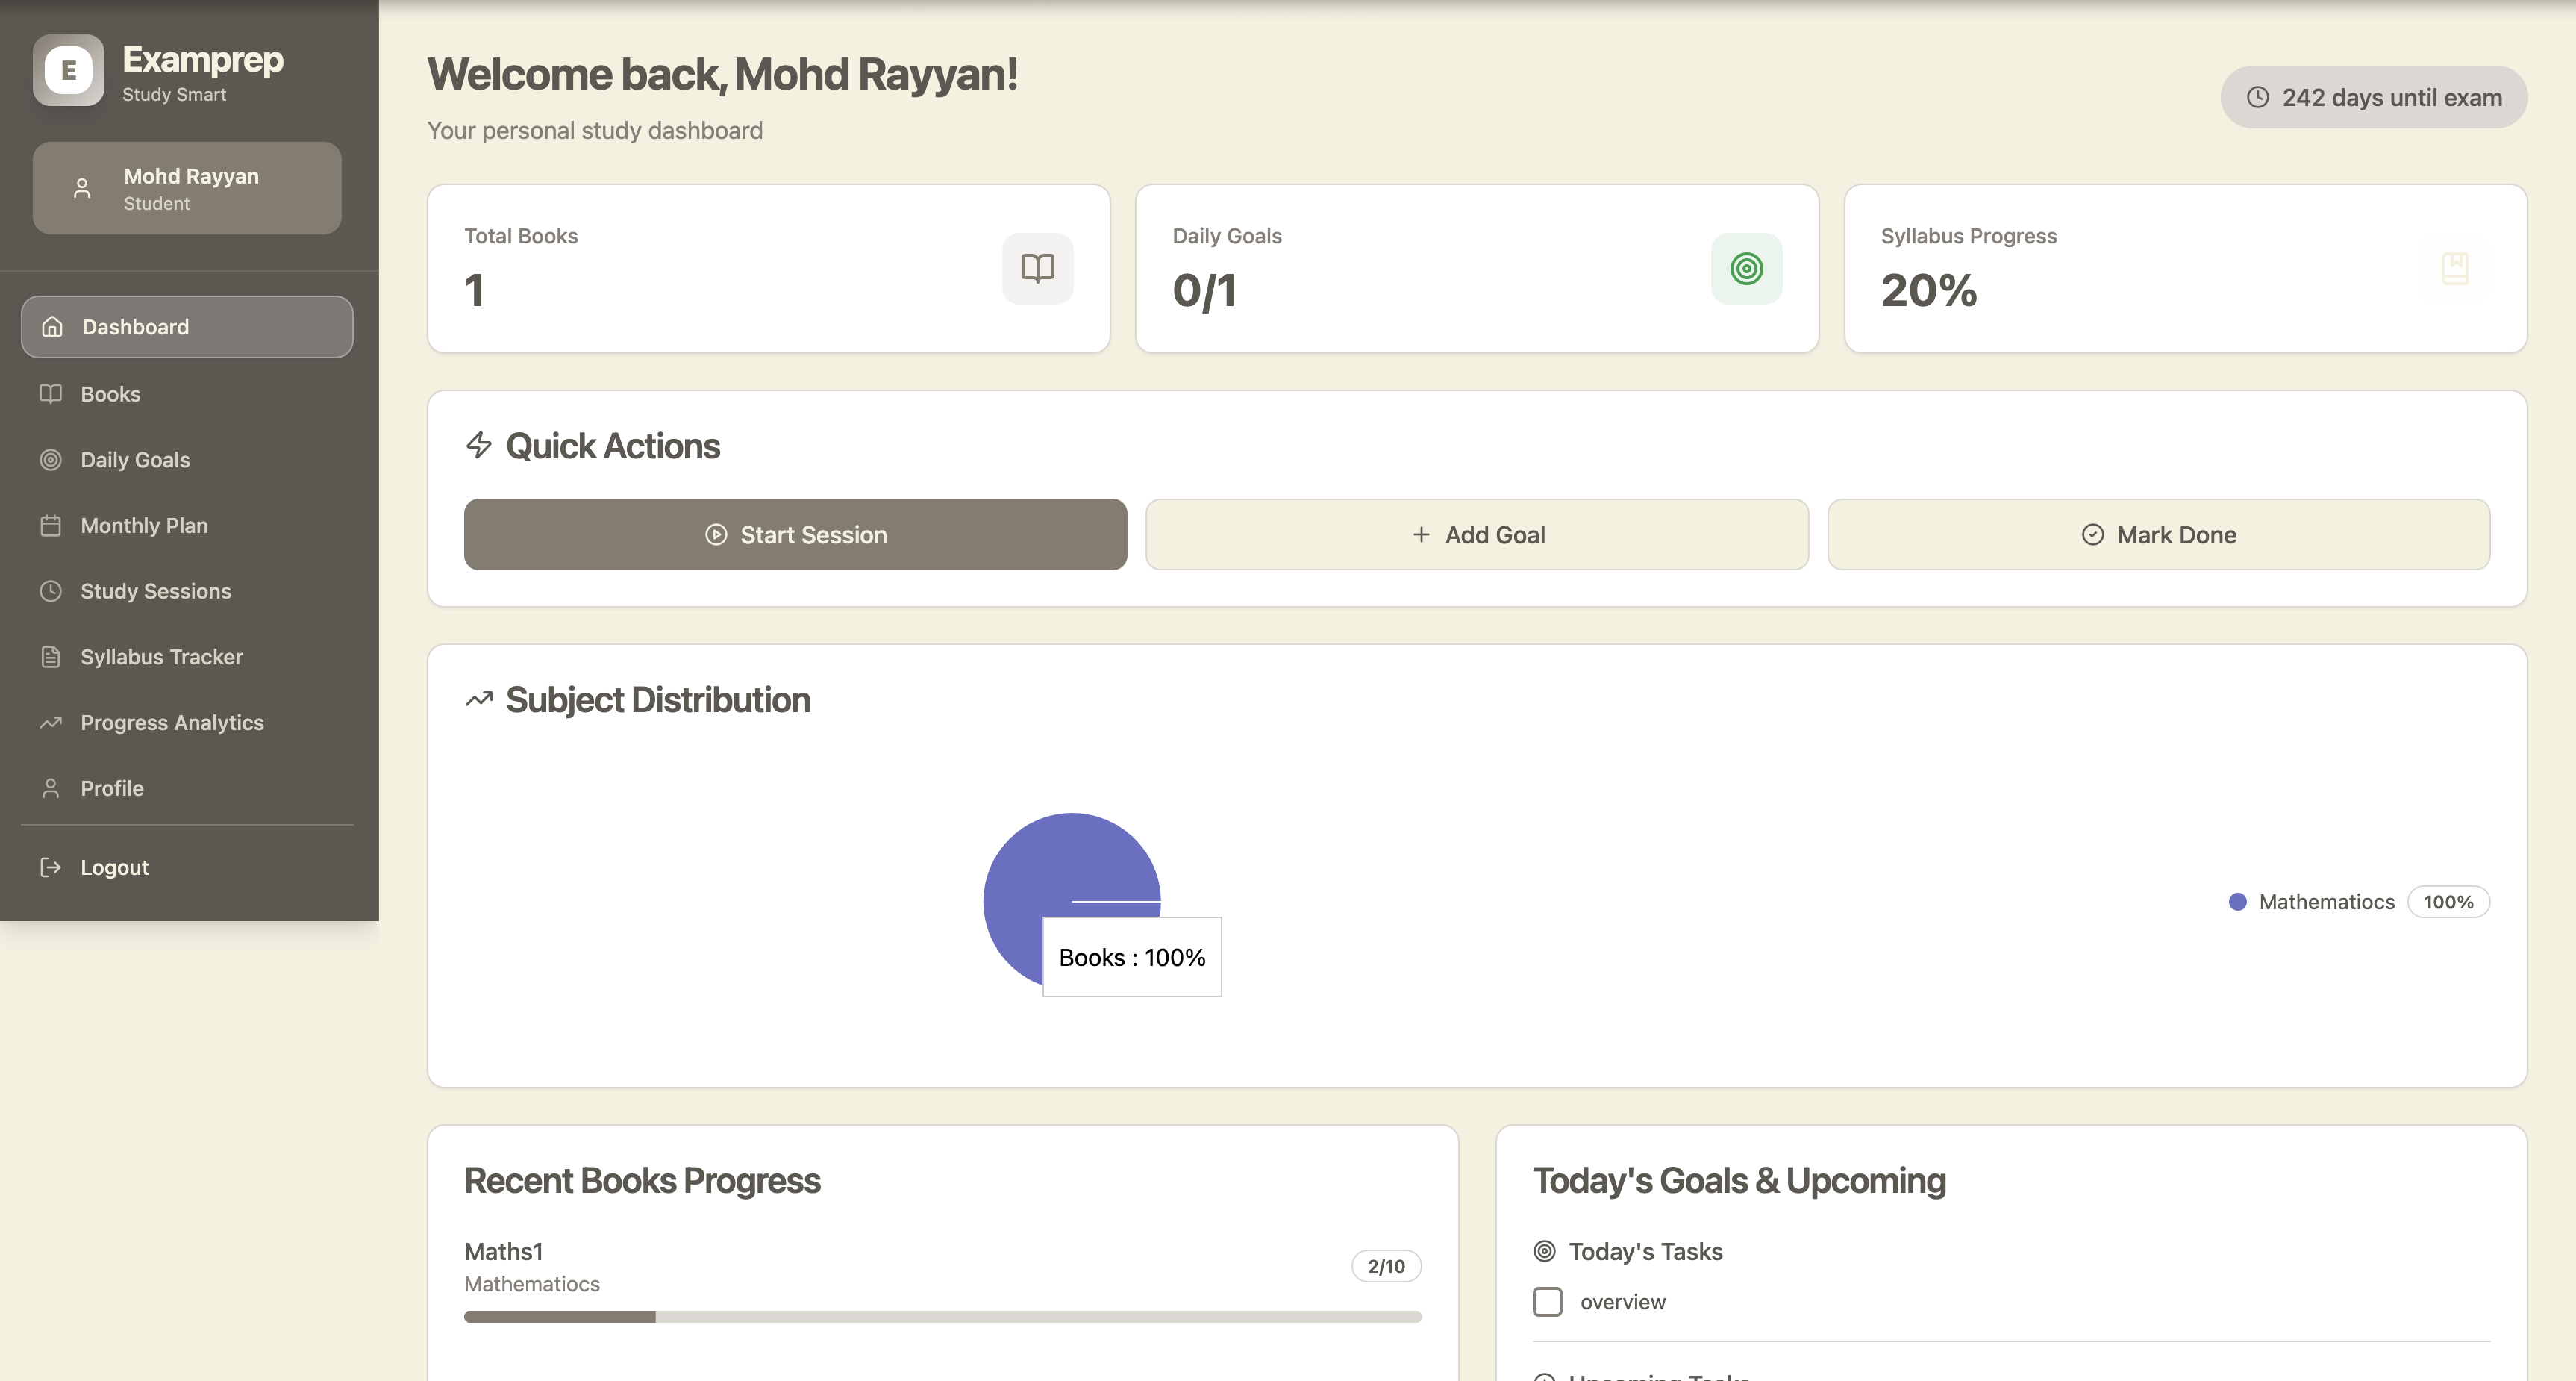 E
Examprep
Study Smart
Mohd Rayyan
Student
Dashboard
Books
Daily Goals
Monthly Plan
Study Sessions
Syllabus Tracker
Progress Analytics
Profile
Logout
Welcome back, Mohd Rayyan!
Your personal study dashboard
242 days until exam
Total Books
1
Daily Goals
0/1
Syllabus Progress
20%
Quick Actions
Start Session
Add Goal
Mark Done
Subject Distribution
Books : 100%
Mathematiocs 100%
Recent Books Progress
Maths1
Mathematiocs
2/10
Today's Goals & Upcoming
Today's Tasks
overview
Upcoming Tasks